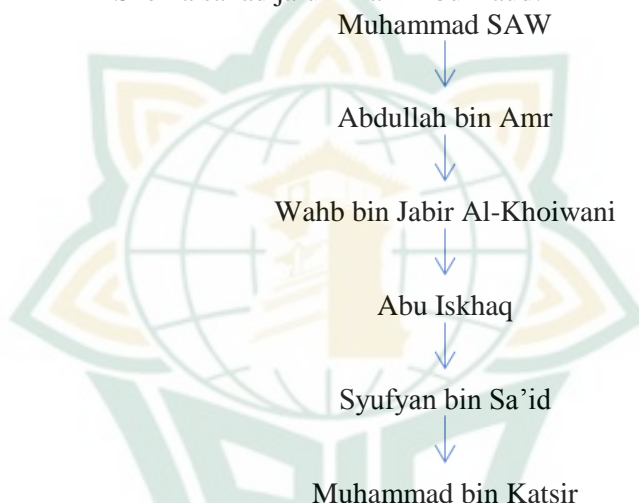 Muhammad SAW
Abdullah bin Amr
Wahb bin Jabir Al-Khoiwani
Abu Iskhaq
Syufyan bin Sa’id
Muhammad bin Katsir